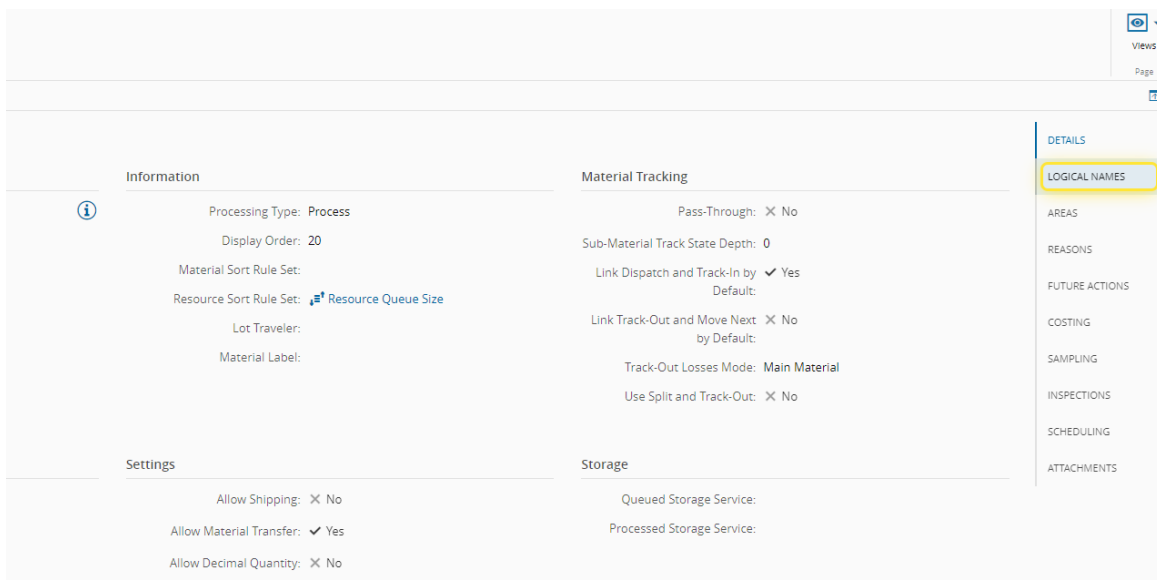 Views
Page
Information
Processing Type: Process
Display Order: 20
Material Sort Rule Set:
Resource Sort Rule Set: Resource Queue Size
Lot Traveler:
Material Label:
Material Tracking
Pass-Through: No
Sub-Material Track State Depth: 0
Link Dispatch and Track-In by Yes
Default:
Link Track-Out and Move Next No
by Default:
Track-Out Losses Mode: Main Material
Use Split and Track-Out: No
Settings
Allow Shipping: No
Allow Material Transfer: Yes
Allow Decimal Quantity: No
Storage
Queued Storage Service:
Processed Storage Service:
DETAILS
LOGICAL NAMES
AREAS
REASONS
FUTURE ACTIONS
COSTING
SAMPLING
INSPECTIONS
SCHEDULING
ATTACHMENTS